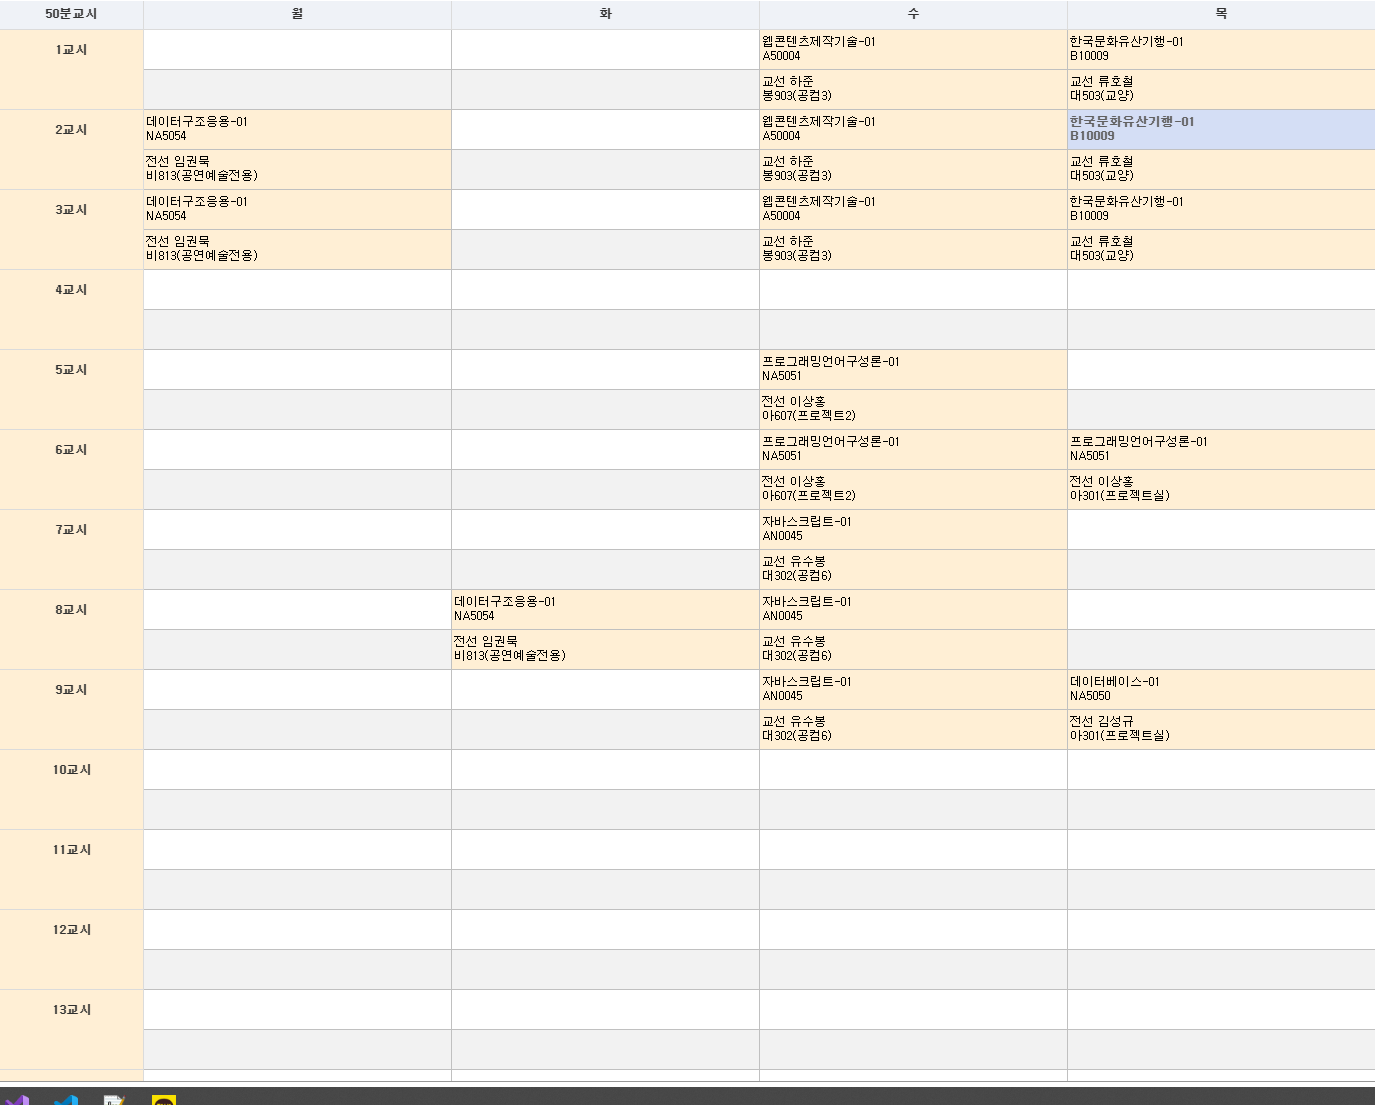 50분교시 월 화 수 목
1교시
웹콘텐츠제작기술-01
A50004
교선 하준
봉903(공컴3)
한국문화유산기행-01
B10009
교선 류호철
대503(교양)
2교시
데이터구조응용-01
NA5054
전선 임권묵
비813(공연예술전용)
웹콘텐츠제작기술-01
A50004
교선 하준
봉903(공컴3)
한국문화유산기행-01
B10009
교선 류호철
대503(교양)
3교시
데이터구조응용-01
NA5054
전선 임권묵
비813(공연예술전용)
웹콘텐츠제작기술-01
A50004
교선 하준
봉903(공컴3)
한국문화유산기행-01
B10009
교선 류호철
대503(교양)
4교시
5교시
프로그래밍언어구성론-01
NA5051
전선 이상홍
아607(프로젝트2)
6교시
프로그래밍언어구성론-01
NA5051
전선 이상홍
아607(프로젝트2)
프로그래밍언어구성론-01
NA5051
전선 이상홍
아301(프로젝트실)
7교시
자바스크립트-01
AN0045
교선 유수봉
대302(공컴6)
8교시
데이터구조응용-01
NA5054
전선 임권묵
비813(공연예술전용)
자바스크립트-01
AN0045
교선 유수봉
대302(공컴6)
9교시
자바스크립트-01
AN0045
교선 유수봉
대302(공컴6)
데이터베이스-01
NA5050
전선 김성규
아301(프로젝트실)
10교시
11교시
12교시
13교시